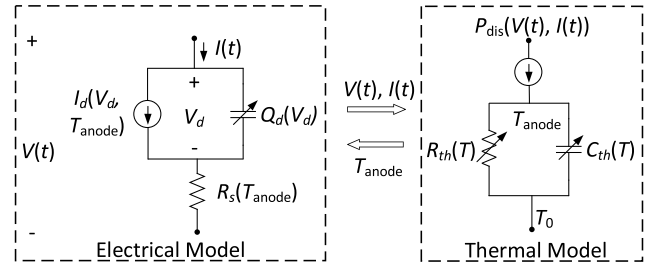 +
I(t)
I_d(V_d,
T_anode)
+
V_d
-
Q_d(V_d)
V(t)
R_s(T_anode)
-
Electrical Model
V(t), I(t)
T_anode
P_dis(V(t), I(t))
T_anode
R_th(T)
C_th(T)
T_0
Thermal Model